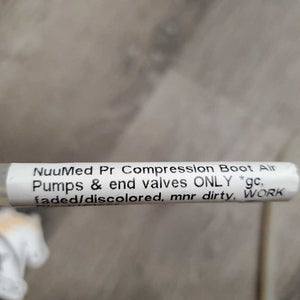 NuuMed Pr Compression Boot Air
Pumps & end valves ONLY *gc,
faded/discolored, mnr dirty, WORK